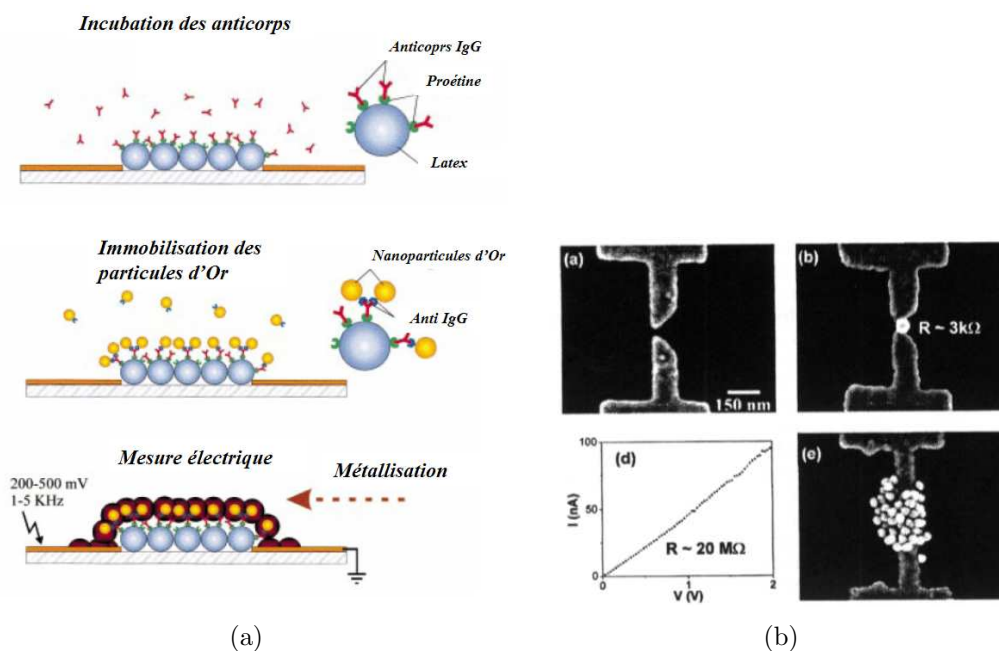 Incubation des anticorps
Anticoprs IgG
Proétine
Latex
Immobilisation des
particules d'Or
Nanoparticules d'Or
Anti IgG
Mesure électrique
Métallisation
200-500 mV
1-5 KHz
(a)
(a)
150 nm
(b)
R ~ 3kΩ
(d)
100
50
0
I (nA)
R ~ 20 MΩ
0
1
2
V (V)
(e)
(b)